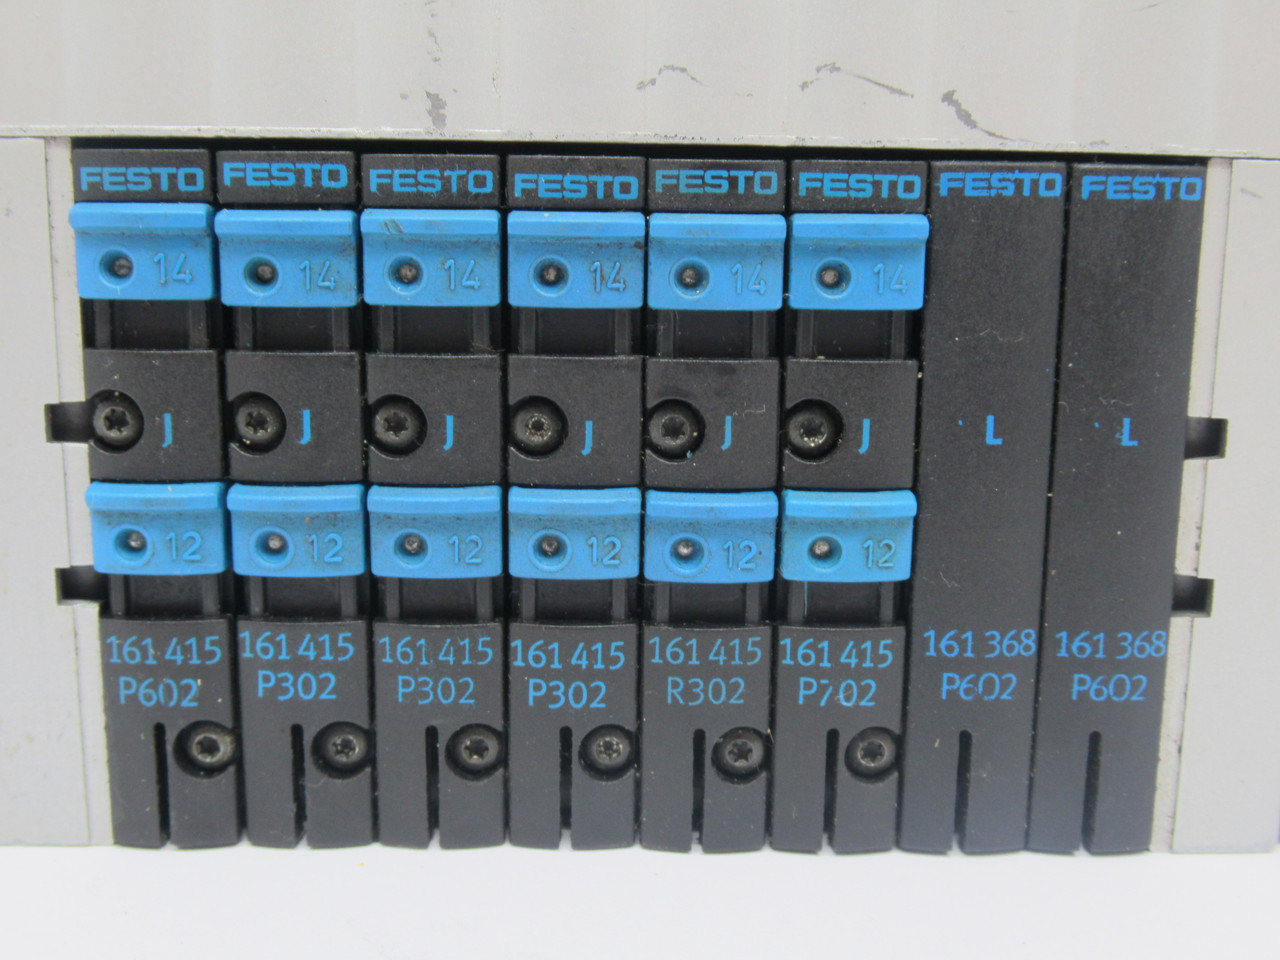 FESTO FESTO FESTO FESTO FESTO FESTO FESTO FESTO
14 14 14 14 14 14
J J J J J J L L
12 12 12 12 12 12
161 415 161 415 161 415 161 415 161 415 161 415 161 368 161 368
P602 P302 P302 P302 R302 P702 P602 P602